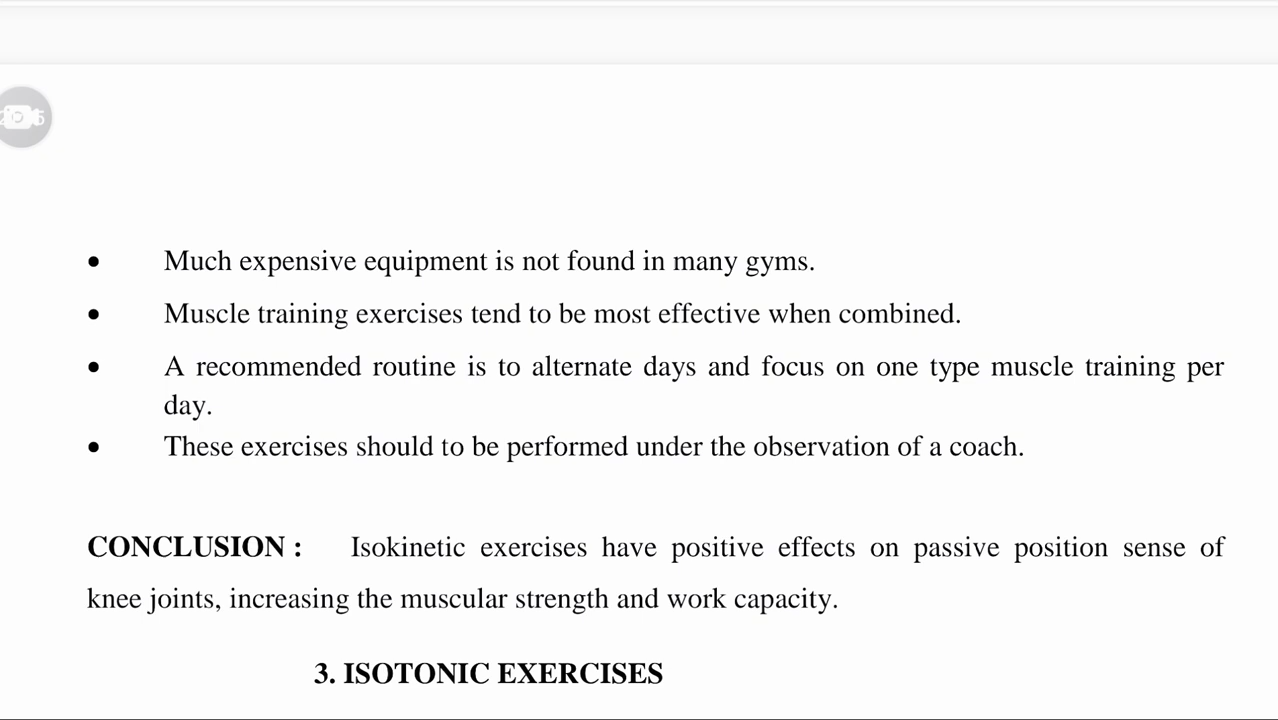 • Much expensive equipment is not found in many gyms.
• Muscle training exercises tend to be most effective when combined.
• A recommended routine is to alternate days and focus on one type muscle training per
day.
• These exercises should to be performed under the observation of a coach.
CONCLUSION : Isokinetic exercises have positive effects on passive position sense of
knee joints, increasing the muscular strength and work capacity.
3. ISOTONIC EXERCISES